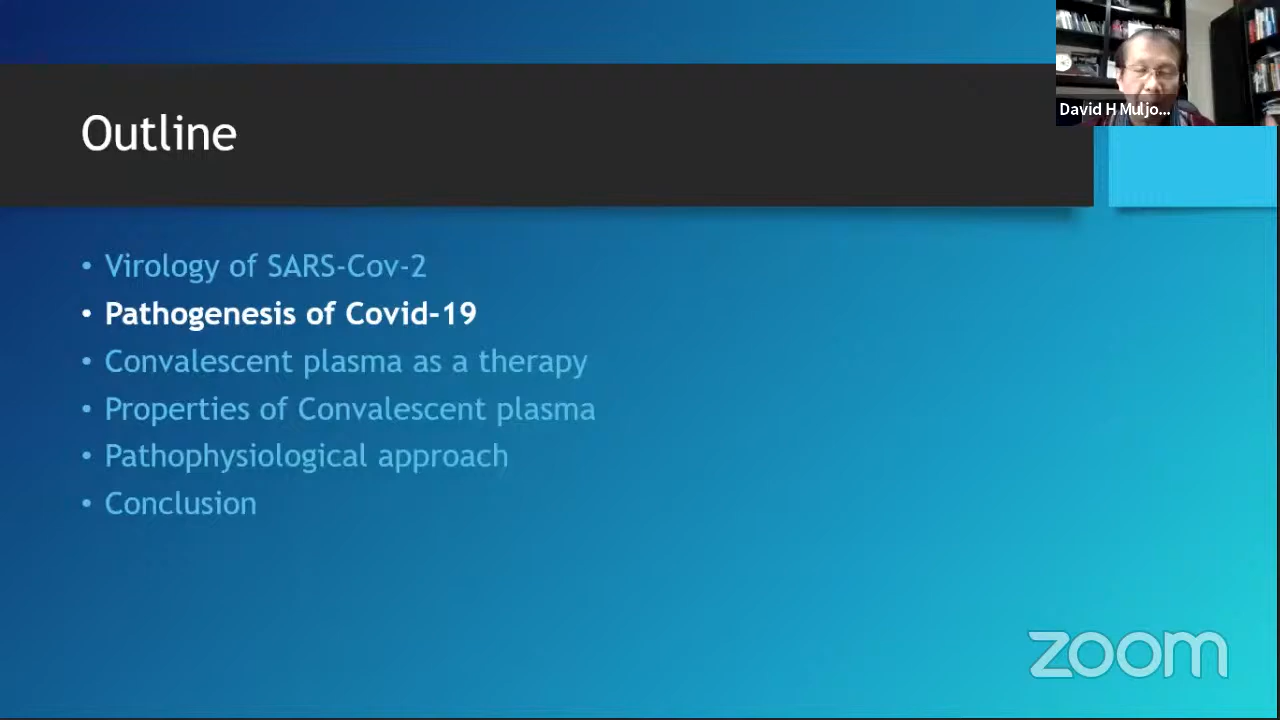 Outline
David H Muljo...
• Virology of SARS-Cov-2
• Pathogenesis of Covid-19
• Convalescent plasma as a therapy
• Properties of Convalescent plasma
• Pathophysiological approach
• Conclusion
zoom